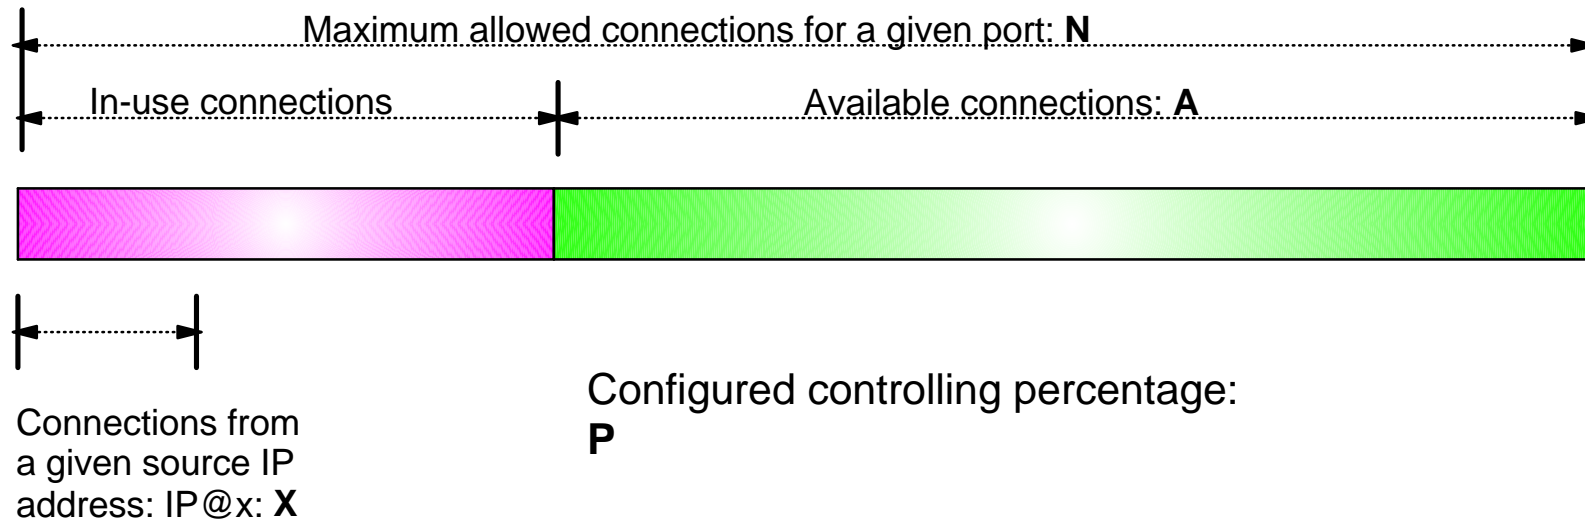 Maximum allowed connections for a given port: N
In-use connections
Available connections: A
Connections from
a given source IP
address: IP@x: X
Configured controlling percentage:
P